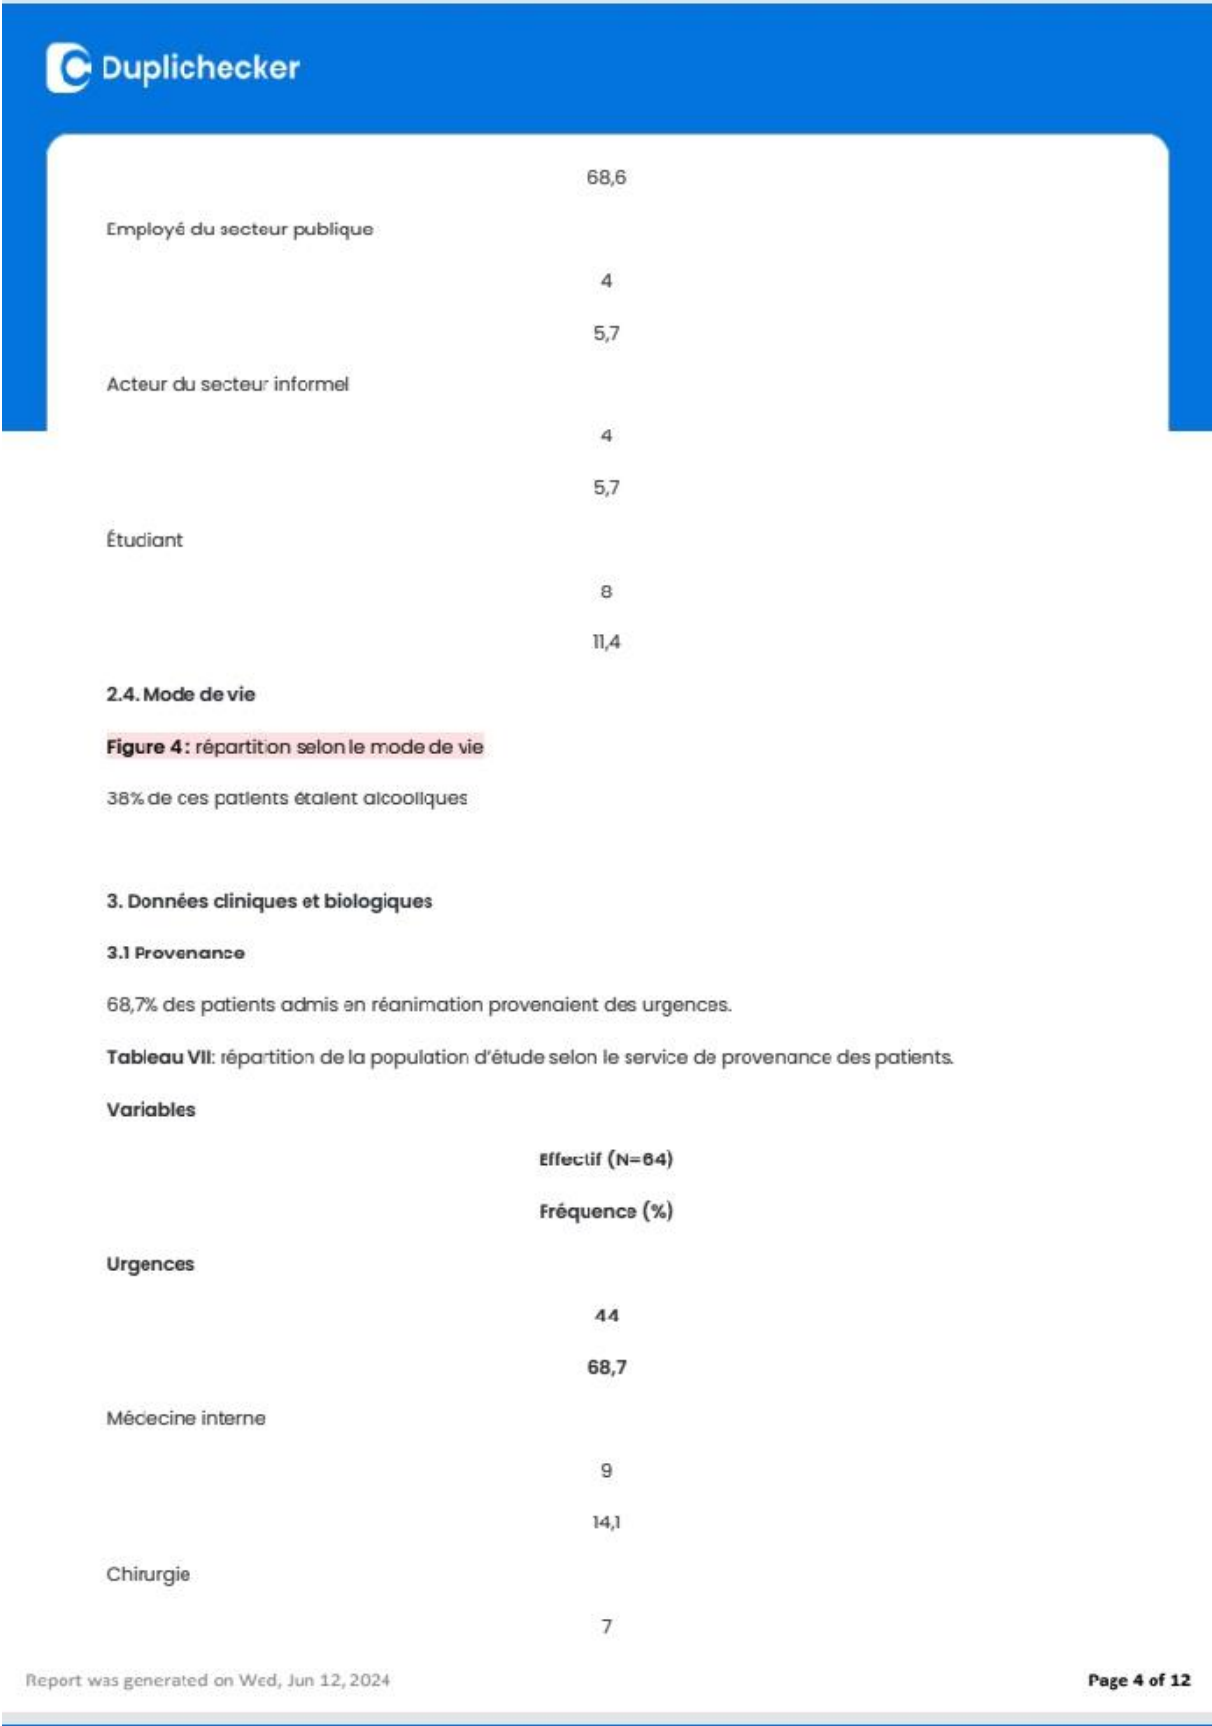 Duplichecker
68,6
Employé du secteur publique
4
5,7
Acteur du secteur informel
4
5,7
Étudiant
8
11,4
2.4. Mode de vie
Figure 4 : répartition selon le mode de vie
38% de ces patients étaient alcooliques
3. Données cliniques et biologiques
3.1 Provenance
68,7% des patients admis en réanimation provenaient des urgences.
Tableau VII: répartition de la population d'étude selon le service de provenance des patients.
Variables
Effectif (N=64)
Fréquence (%)
Urgences
44
68,7
Médecine interne
9
14,1
Chirurgie
7
Report was generated on Wed, Jun 12, 2024
Page 4 of 12